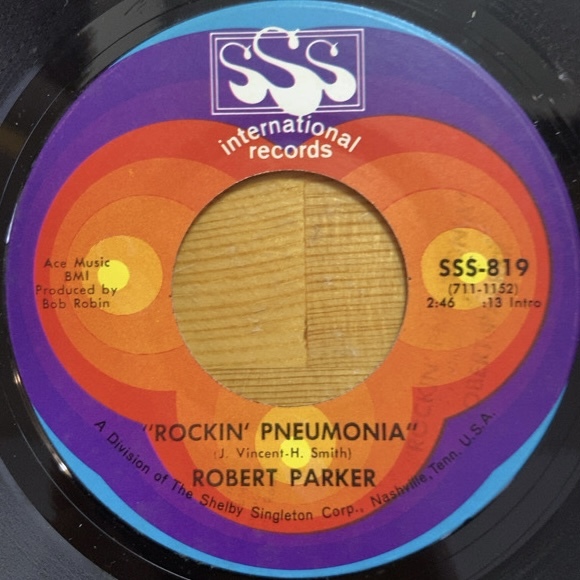 SSS
international
records
Ace Music
BMI
Produced by
Bob Robin
SSS-819
(711-1152)
2:46 :13 Intro
"ROCKIN' PNEUMONIA"
(J. Vincent-H. Smith)
ROBERT PARKER
A Division of The Shelby Singleton Corp., Nashville, Tenn. U.S.A.